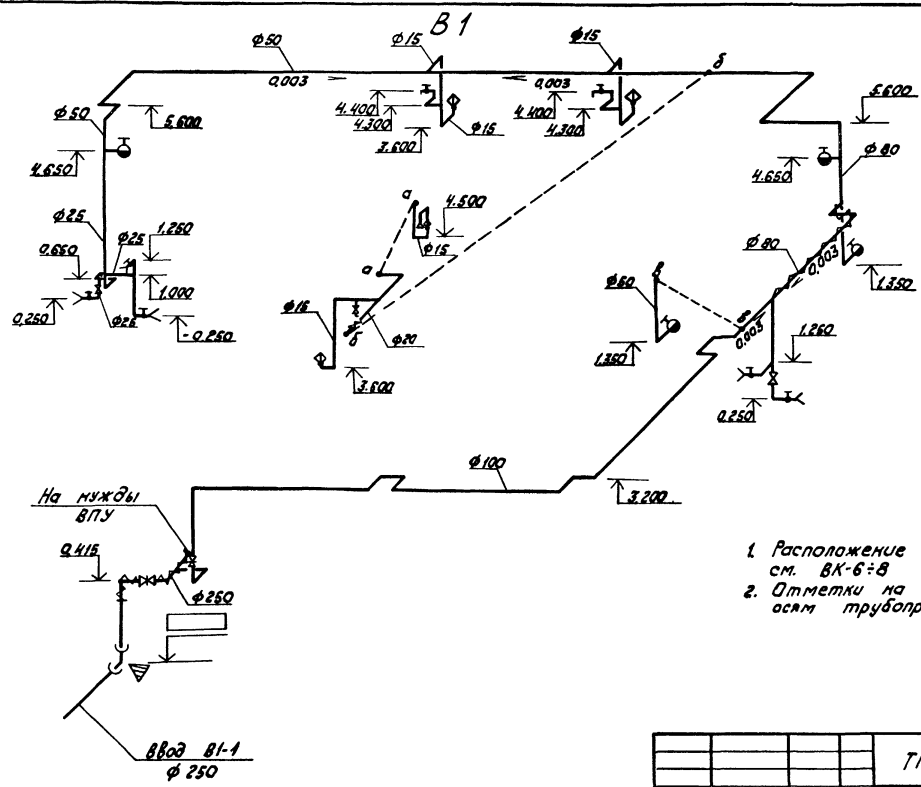 В1
ф50
ф15
ф15
б
0,003
0,003
4.400
4.300
3.600
ф15
4.400
4.300
5.600
ф50
5.600
4.650
4.650
ф80
а
4.500
ф15
ф25
0.650
ф25
1.250
1.000
0.250
ф25
-0.250
а
ф80
0.003
1.350
ф15
б
ф20
3.600
ф50
в
1.350
в
0.003
1.250
0.250
ф100
3.200
На нужды
ВПУ
0.415
ф250
1. Расположение
см. ВК-6÷8
2. Отметки на
осям трубопр
Ввод В1-1
ф 250